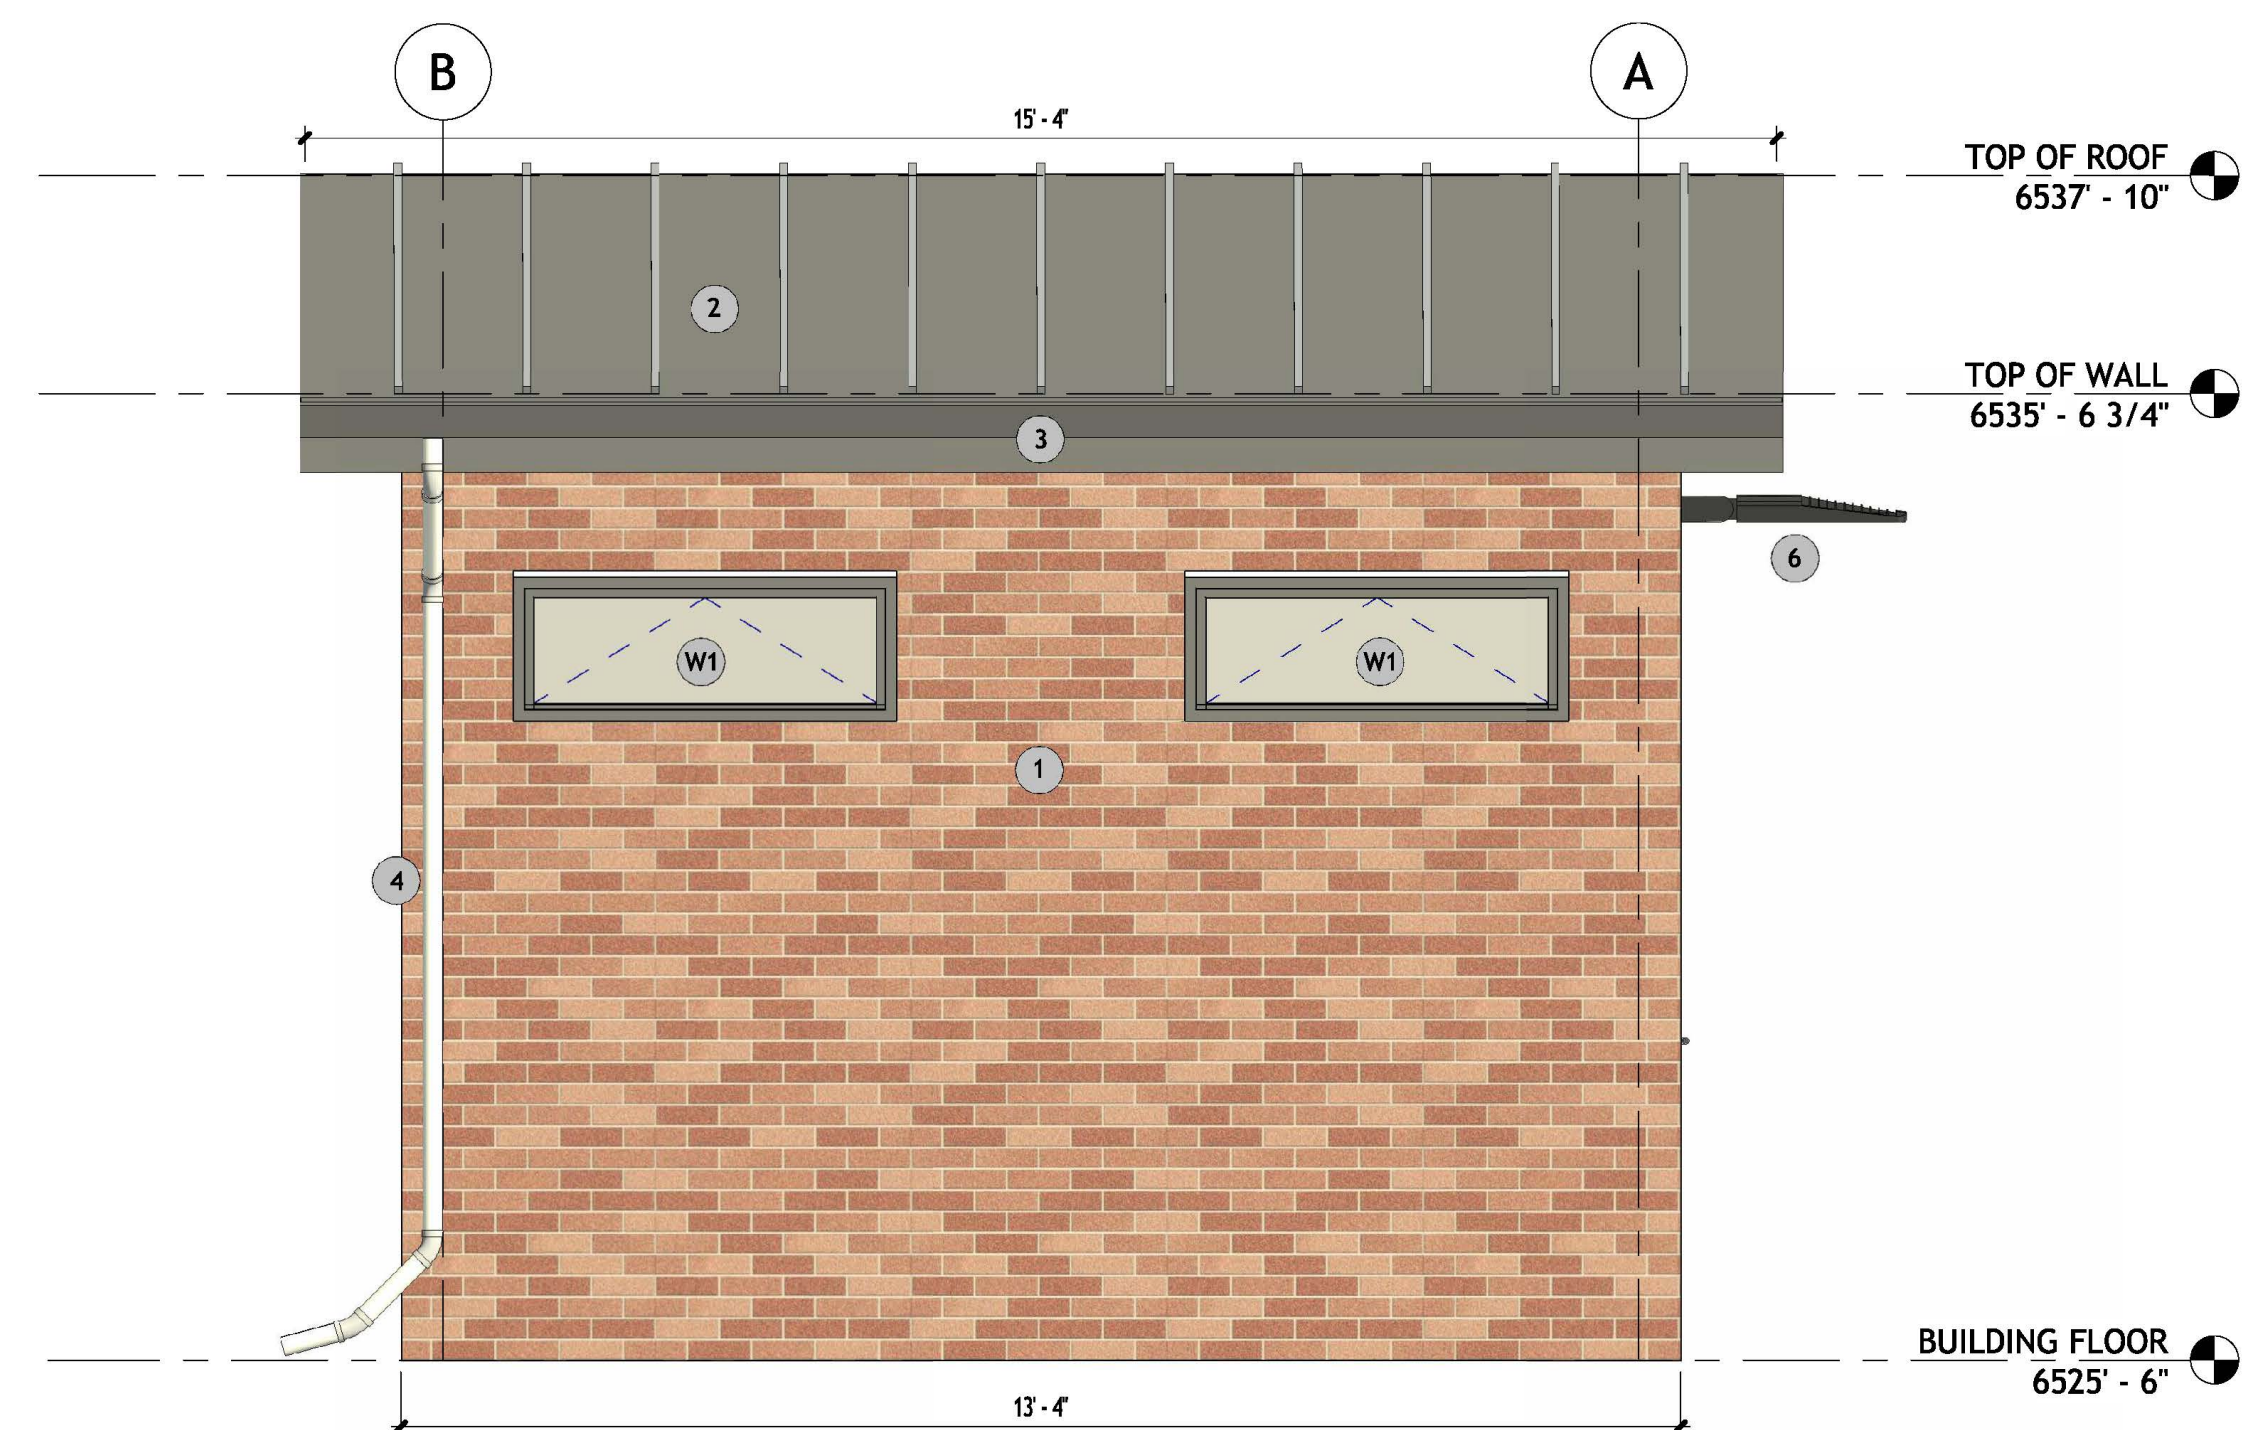 B
A
15' - 4"
TOP OF ROOF
6537' - 10"
2
TOP OF WALL
6535' - 6 3/4"
3
6
W1
W1
1
4
BUILDING FLOOR
6525' - 6"
13' - 4"